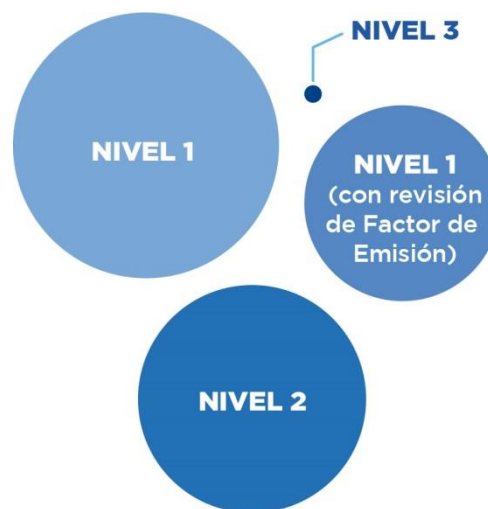 NIVEL 3
NIVEL 1
NIVEL 1
(con revisión
de Factor de
Emisión)
NIVEL 2